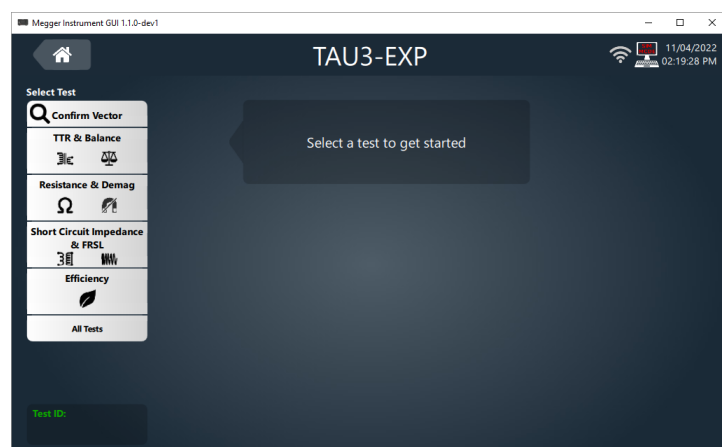 Megger Instrument GUI 1.1.0-dev1
TAU3-EXP
11/04/2022
02:19:28 PM
Select Test
Confirm Vector
TTR & Balance
Resistance & Demag
Ω
Short Circuit Impedance
& FRSL
Efficiency
All Tests
Select a test to get started
Test ID: